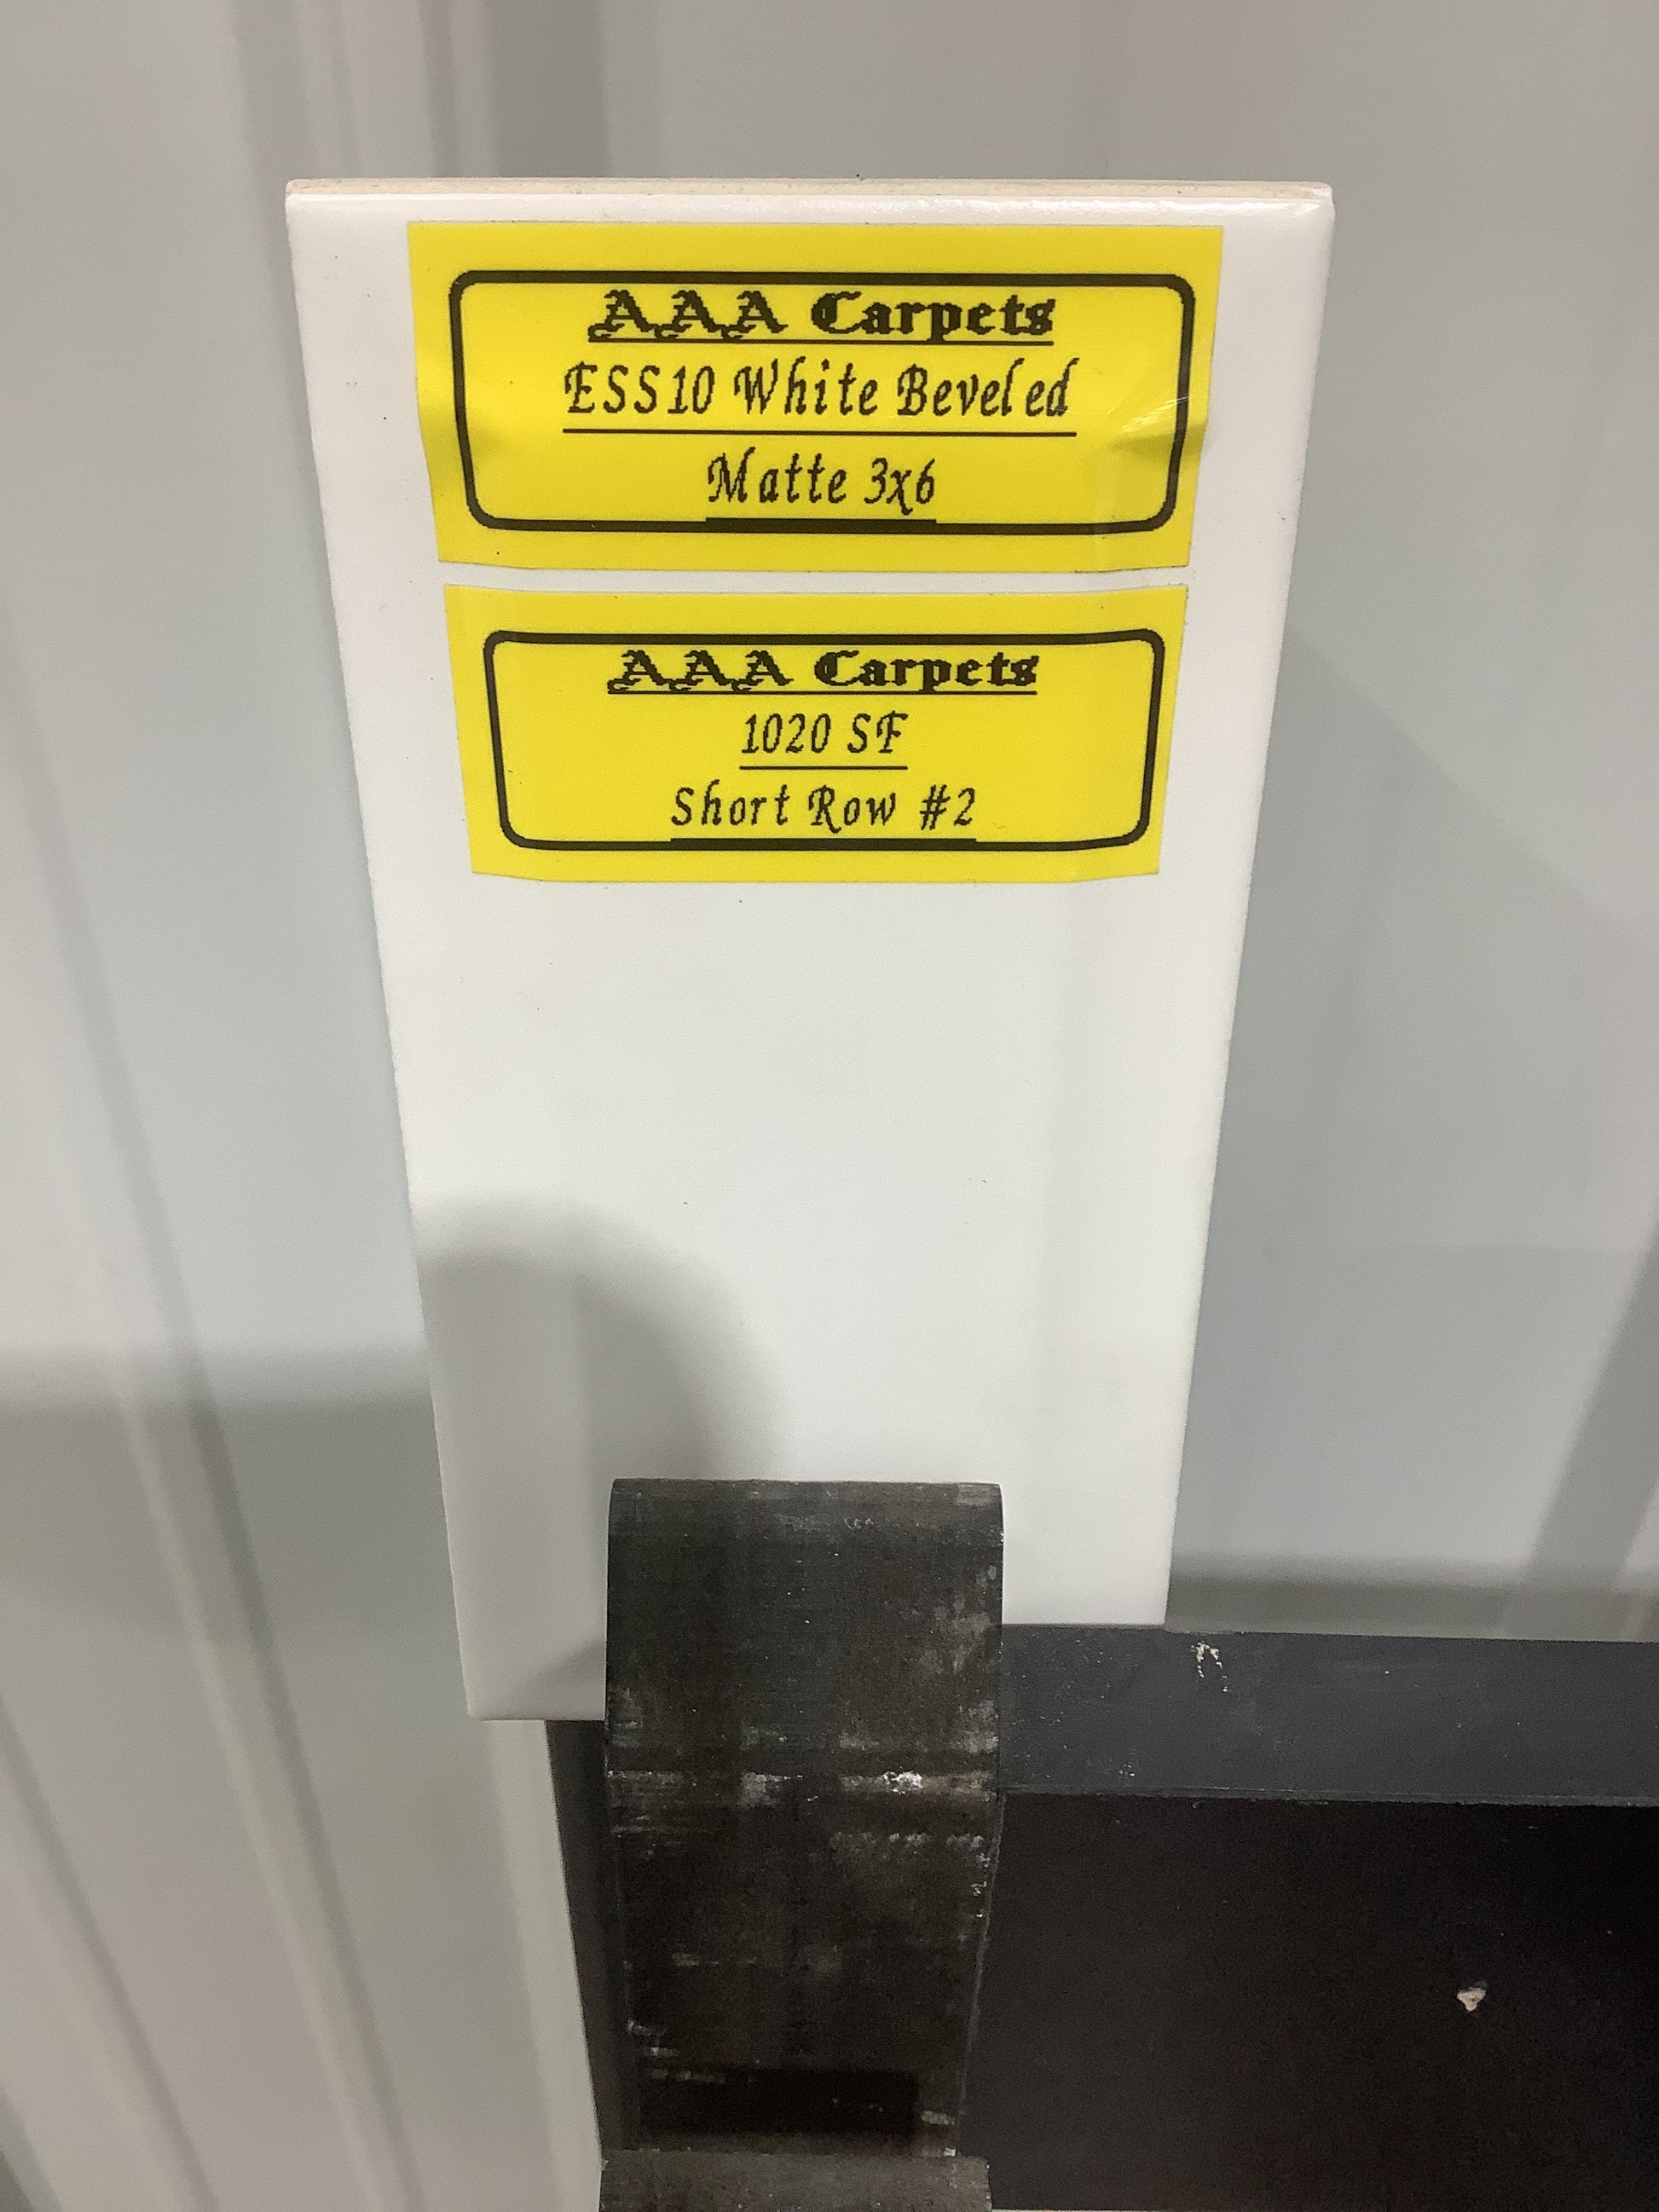 AAA Carpets
ESS10 White Beveled
Matte 3x6
AAA Carpets
1020 SF
Short Row #2